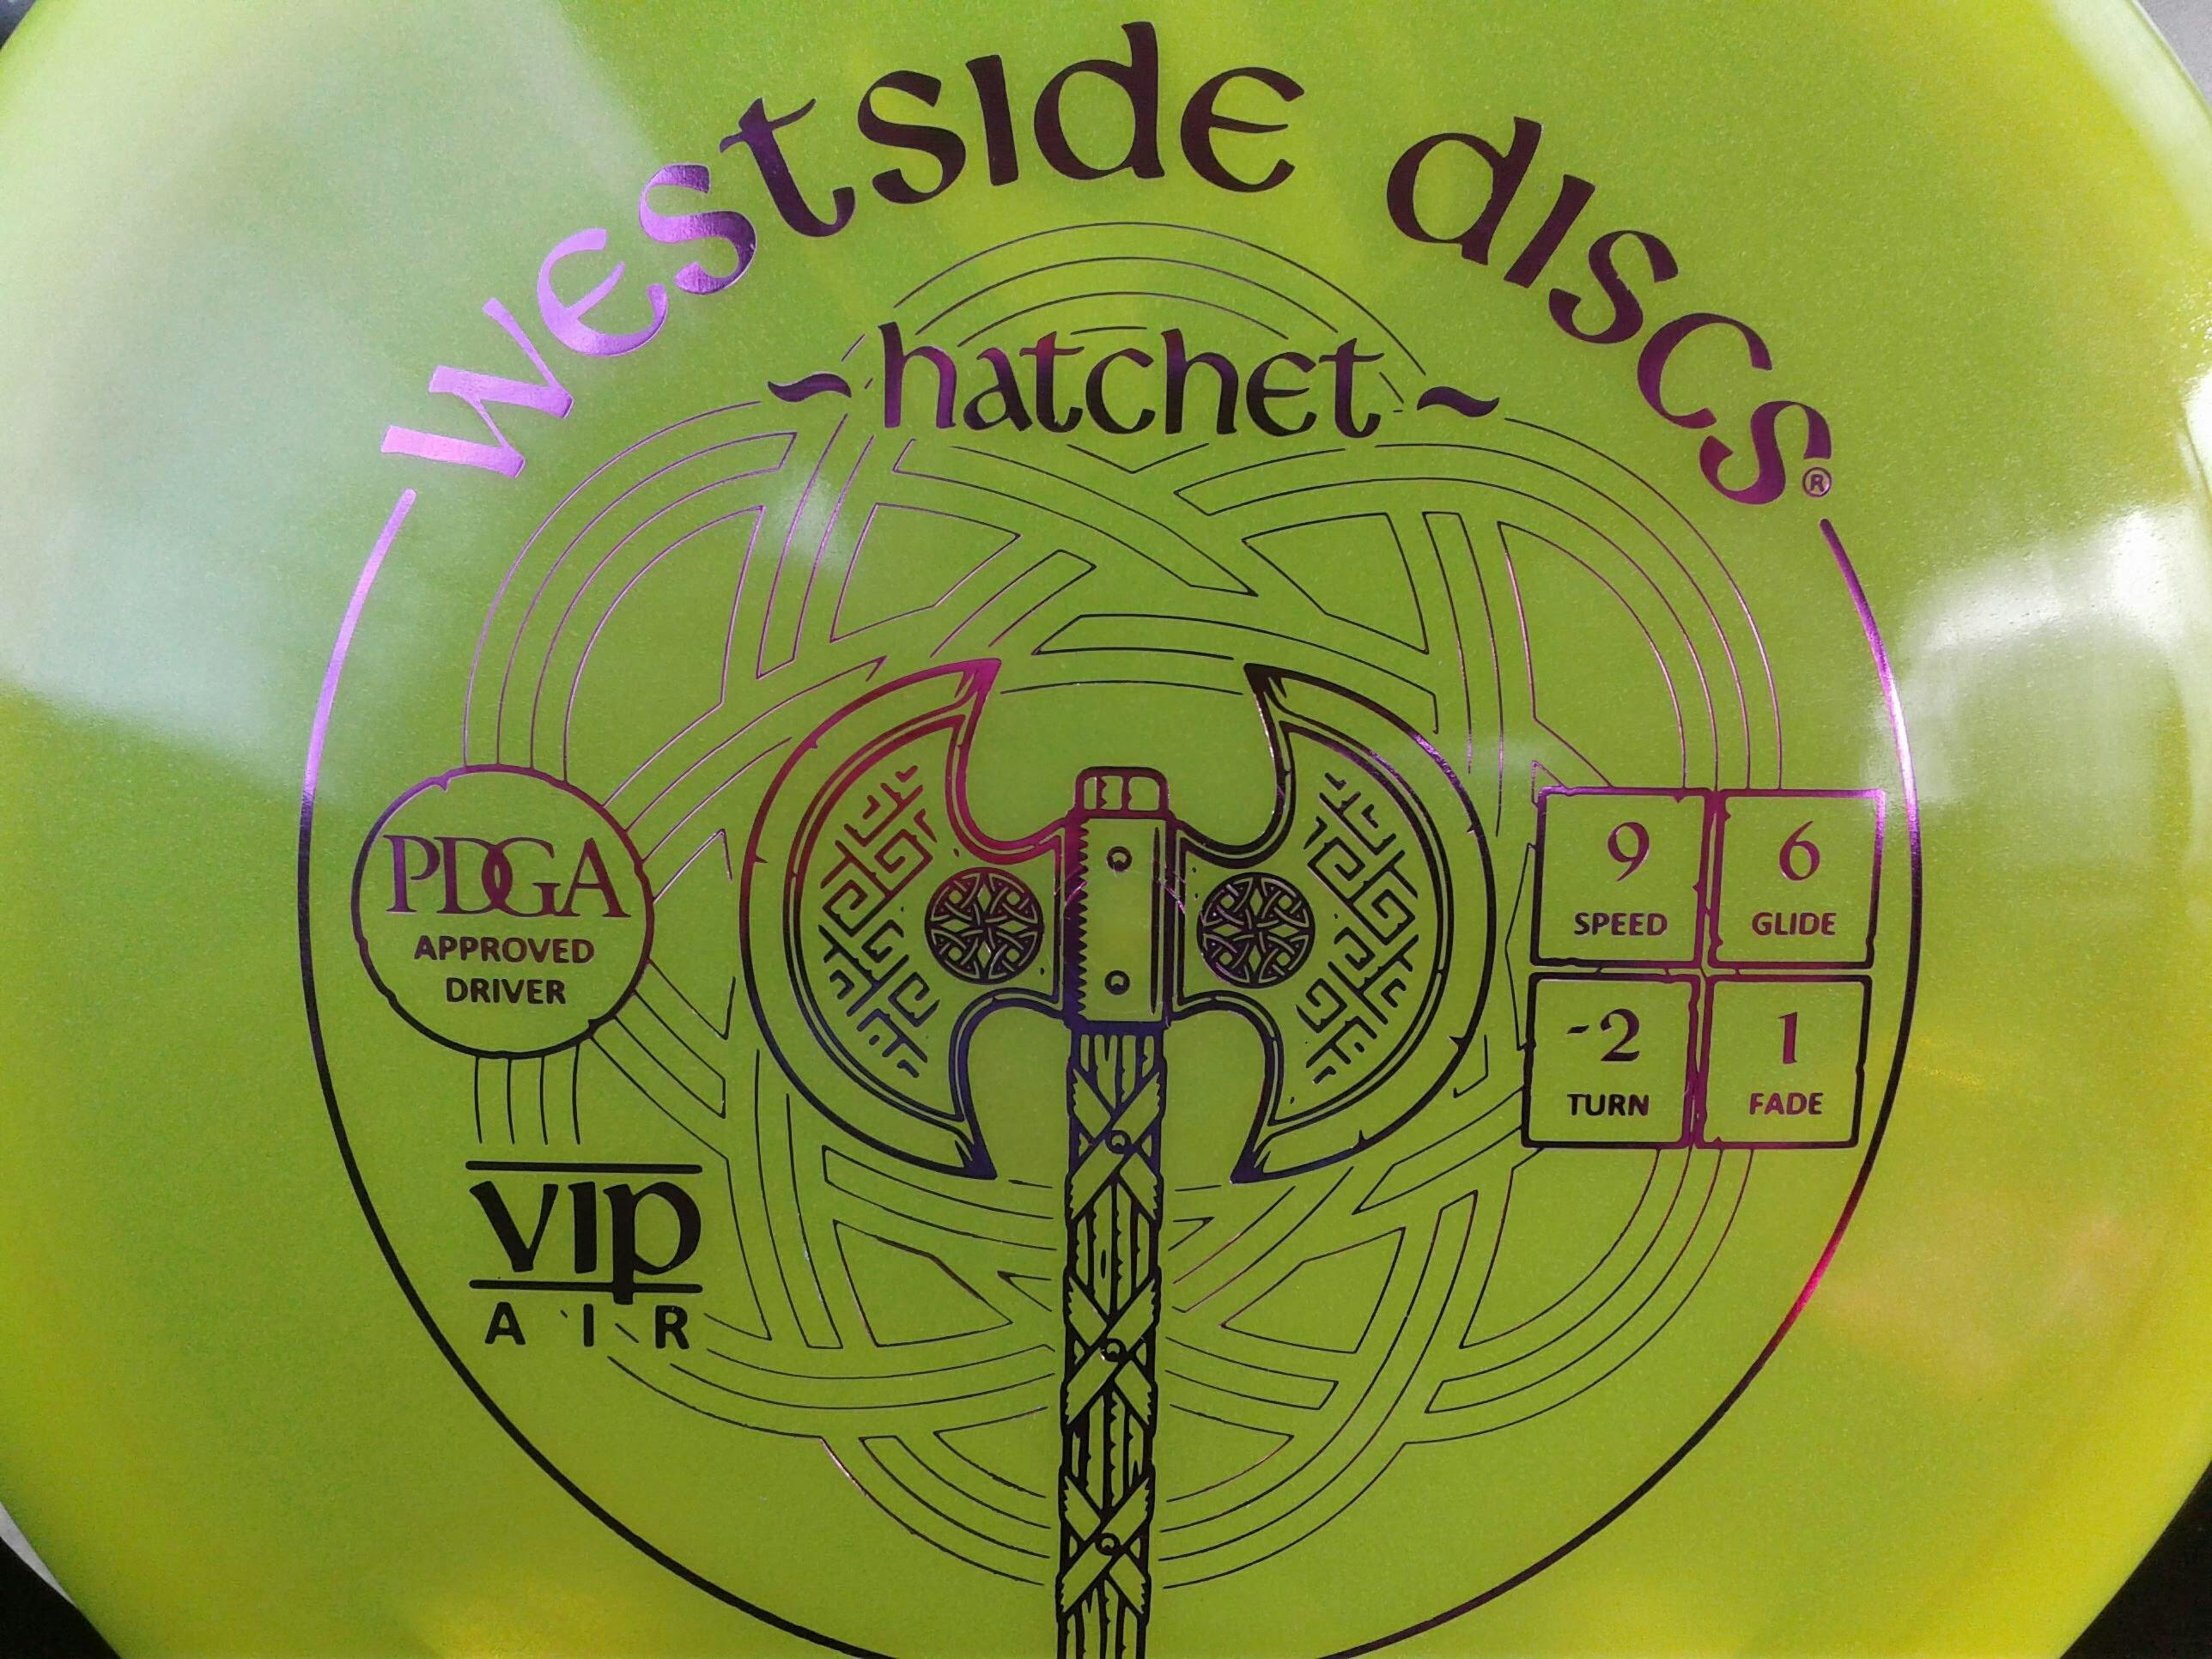 westside discs®
~hatchet~
PDGA
APPROVED
DRIVER
9
SPEED
6
GLIDE
-2
TURN
1
FADE
VIP
AIR